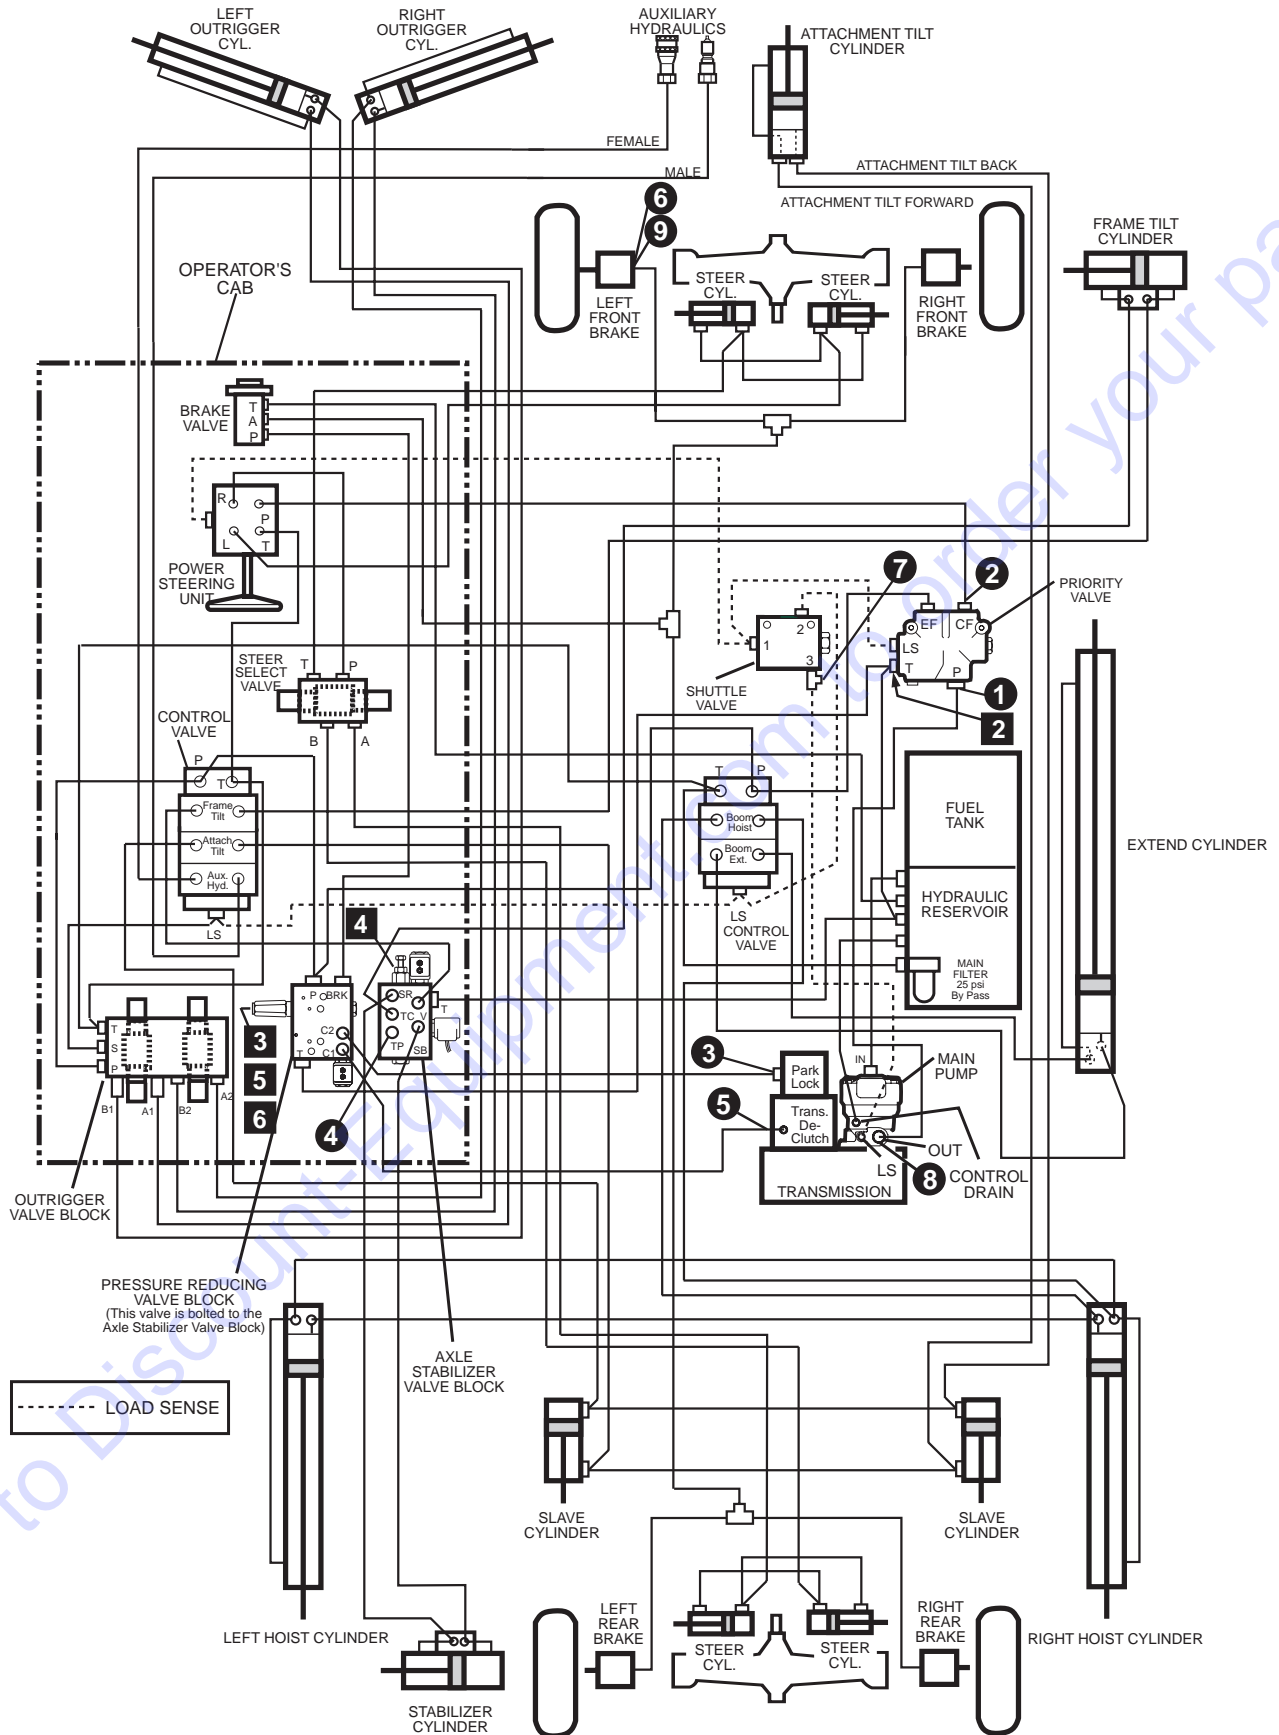 LEFT
OUTRIGGER
CYL.
RIGHT
OUTRIGGER
CYL.
AUXILIARY
HYDRAULICS
ATTACHMENT TILT
CYLINDER
FEMALE
MALE
ATTACHMENT TILT BACK
ATTACHMENT TILT FORWARD
6
9
FRAME TILT
CYLINDER
OPERATOR'S
CAB
LEFT
FRONT
BRAKE
STEER
CYL.
STEER
CYL.
RIGHT
FRONT
BRAKE
BRAKE
VALVE
T
A
P
R
P
L
T
POWER
STEERING
UNIT
7
2
PRIORITY
VALVE
EF
CF
LS
T
P
1
2
3
SHUTTLE
VALVE
1
2
STEER
SELECT
VALVE
T
P
B
A
CONTROL
VALVE
P
T
Frame
Tilt
Attach
Tilt
Aux.
Hyd.
LS
T
P
Boom
Hoist
Boom
Ext.
LS
CONTROL
VALVE
FUEL
TANK
HYDRAULIC
RESERVOIR
MAIN
FILTER
25 psi
By Pass
EXTEND CYLINDER
4
P
BRK
C2
C1
T
SR
TC
V
TP
SB
T
3
5
6
4
T
S
P
B1
A1
B2
A2
3
5
Park
Lock
Trans.
De-
Clutch
TRANSMISSION
IN
MAIN
PUMP
OUT
LS
8
CONTROL
DRAIN
OUTRIGGER
VALVE BLOCK
PRESSURE REDUCING
VALVE BLOCK
(This valve is bolted to the
Axle Stabilizer Valve Block)
AXLE
STABILIZER
VALVE BLOCK
LOAD SENSE
SLAVE
CYLINDER
SLAVE
CYLINDER
LEFT HOIST CYLINDER
RIGHT HOIST CYLINDER
LEFT
REAR
BRAKE
STEER
CYL.
STEER
CYL.
RIGHT
REAR
BRAKE
STABILIZER
CYLINDER
to Discount-Equipment.com to order your pa